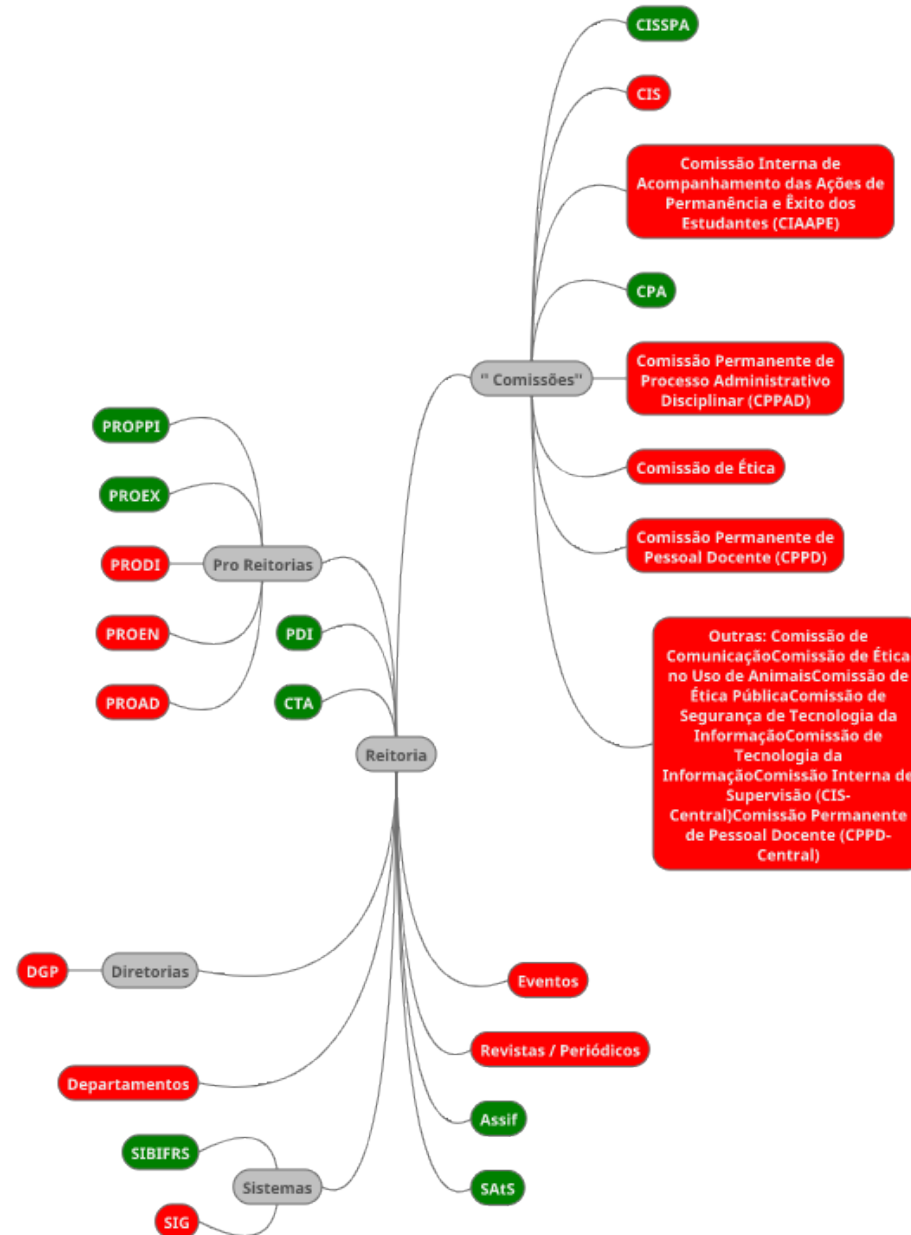 CISSPA
CIS
Comissão Interna de
Acompanhamento das Ações de
Permanência e Êxito dos
Estudantes (CIAAPE)
CPA
" Comissões"
Comissão Permanente de
Processo Administrativo
Disciplinar (CPPAD)
Comissão de Ética
Comissão Permanente de
Pessoal Docente (CPPD)
Outras: Comissão de
ComunicaçãoComissão de Ética
no Uso de AnimaisComissão de
Ética PúblicaComissão de
Segurança de Tecnologia da
InformaçãoComissão de
Tecnologia da
InformaçãoComissão Interna de
Supervisão (CIS-
Central)Comissão Permanente
de Pessoal Docente (CPPD-
Central)
PROPPI
PROEX
PRODI
PROEN
PROAD
Pro Reitorias
PDI
CTA
Reitoria
DGP
Diretorias
Departamentos
SIBIFRS
Sistemas
SIG
Eventos
Revistas / Periódicos
Assif
SAtS